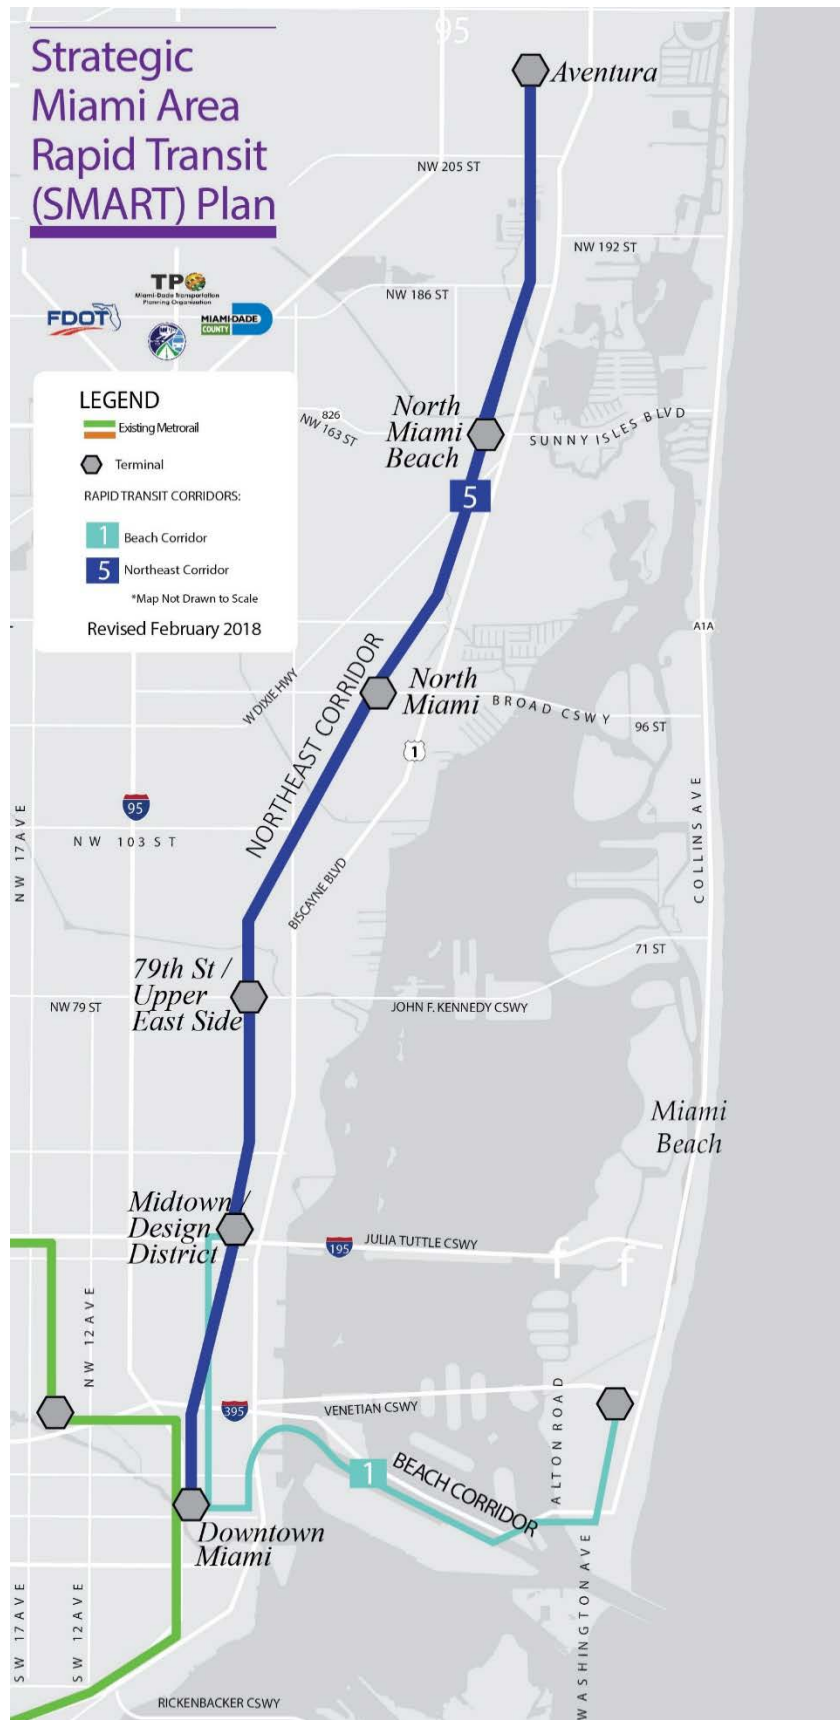 Strategic
Miami Area
Rapid Transit
(SMART) Plan
TPO
Miami-Dade Transportation
Planning Organization
FDOT
MIAMI-DADE
COUNTY
LEGEND
Existing Metrorail
Terminal
RAPID TRANSIT CORRIDORS:
1 Beach Corridor
5 Northeast Corridor
*Map Not Drawn to Scale
Revised February 2018
95
Aventura
NW 205 ST
NW 192 ST
NW 186 ST
North
Miami
Beach
826
NW 163 ST
SUNNY ISLES BLVD
5
A1A
NORTHEAST CORRIDOR
W DIXIE HWY
North
Miami
BROAD CSWY
96 ST
1
95
NW 17 AVE
NW 103 ST
COLLINS AVE
BISCAYNE BLVD
71 ST
79th St /
Upper
East Side
NW 79 ST
JOHN F. KENNEDY CSWY
Miami
Beach
Midtown /
Design
District
195
JULIA TUTTLE CSWY
f f
NW 12 AVE
395
VENETIAN CSWY
ALTON ROAD
1
BEACH CORRIDOR
Downtown
Miami
WASHINGTON AVE
SW 17 AVE
SW 12 AVE
RICKENBACKER CSWY